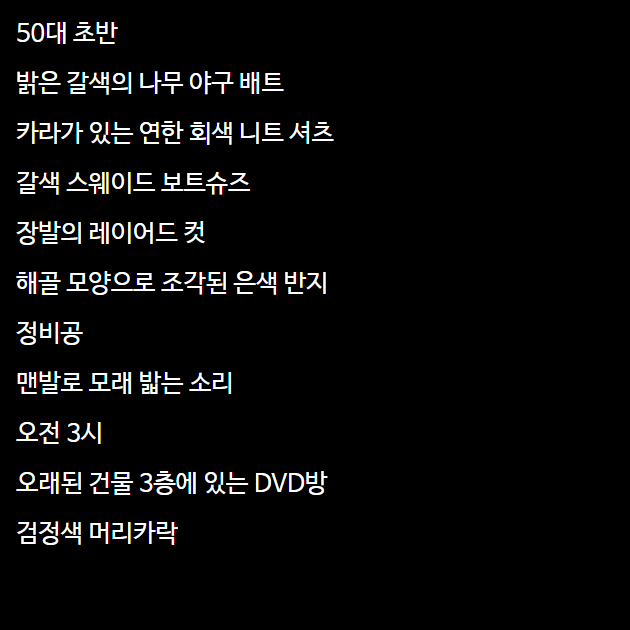 50대 초반
밝은 갈색의 나무 야구 배트
카라가 있는 연한 회색 니트 셔츠
갈색 스웨이드 보트슈즈
장발의 레이어드 컷
해골 모양으로 조각된 은색 반지
정비공
맨발로 모래 밟는 소리
오전 3시
오래된 건물 3층에 있는 DVD방
검정색 머리카락